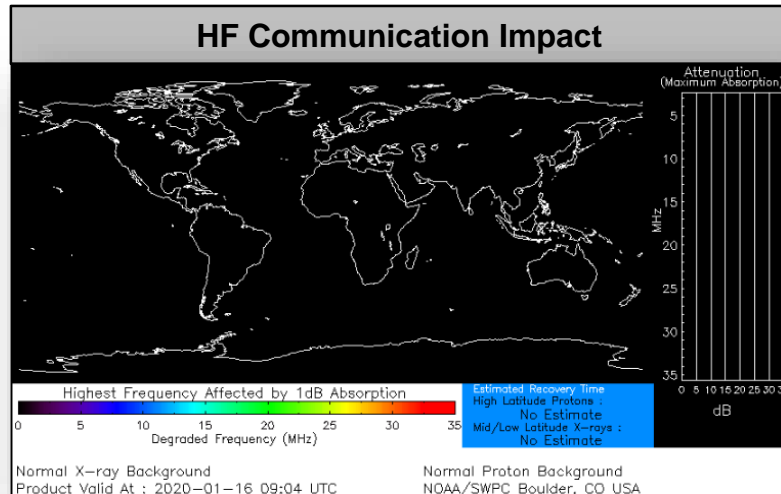 HF Communication Impact
Attenuation
(Maximum Absorption)
5
10
15
20
25
30
35
MHz
0 5 10 15 20 25 30 3
dB
Highest Frequency Affected by 1dB Absorption
0 5 10 15 20 25 30 35
Degraded Frequency (MHz)
Estimated Recovery Time
High Latitude Protons :
No Estimate
Mid/Low Latitude X-rays :
No Estimate
Normal X-ray Background
Product Valid At : 2020-01-16 09:04 UTC
Normal Proton Background
NOAA/SWPC Boulder, CO USA